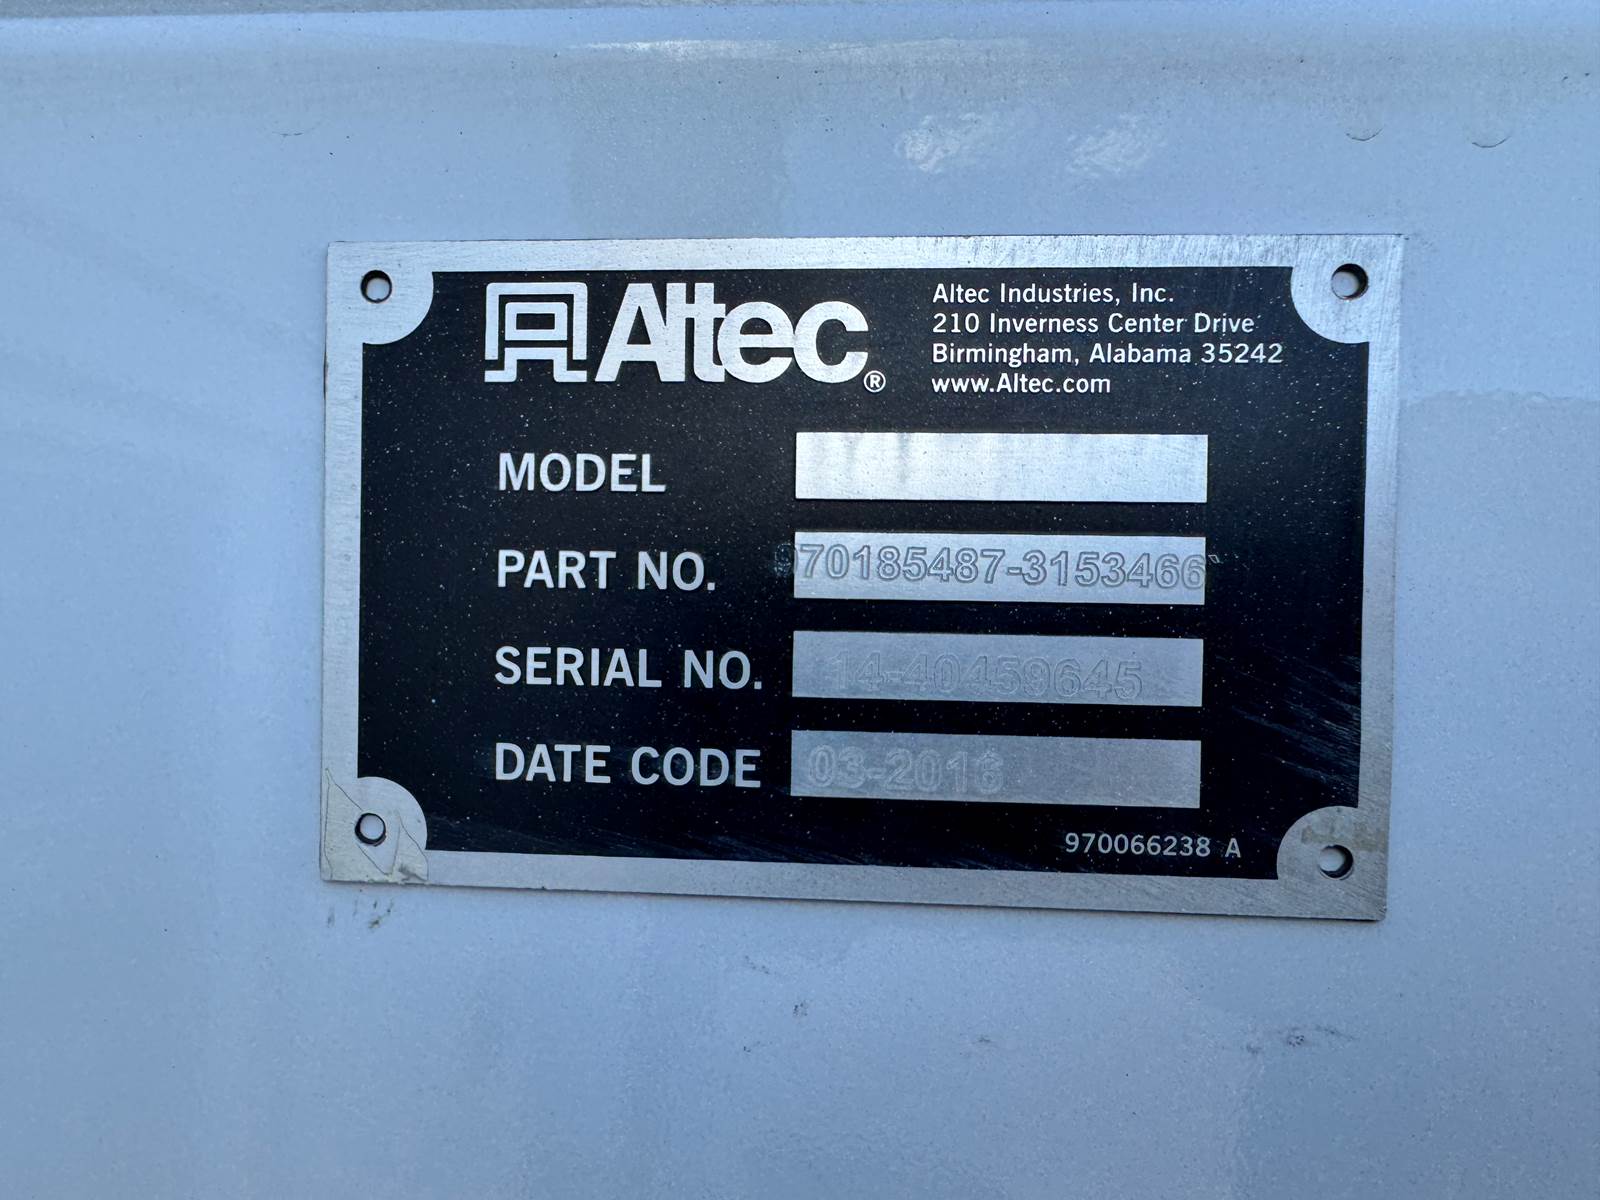 Altec®
Altec Industries, Inc.
210 Inverness Center Drive
Birmingham, Alabama 35242
www.Altec.com
MODEL
PART NO. 970185487-3153466
SERIAL NO. 14-40459645
DATE CODE 03-2016
970066238 A